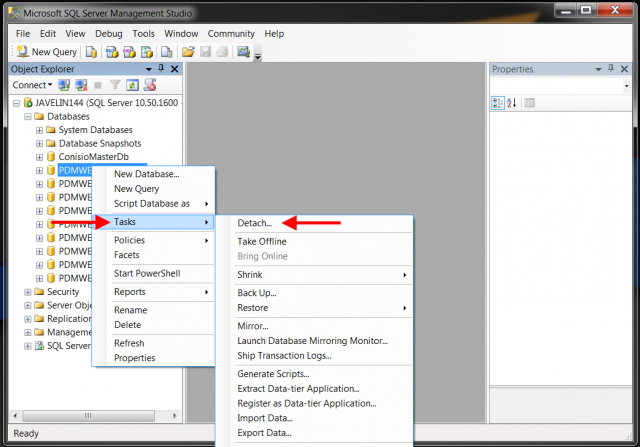 Microsoft SQL Server Management Studio
File Edit View Debug Tools Window Community Help
New Query
Object Explorer
Connect
JAVELIN144 (SQL Server 10.50.1600 -
Databases
System Databases
Database Snapshots
ConisioMasterDb
PDMWE
PDMWE
PDMWE
PDMWE
PDMWE
PDMWE
PDMWE
PDMWE
PDMWE
Security
Server Obje
Replication
Manageme
SQL Server
New Database...
New Query
Script Database as
Tasks
Policies
Facets
Start PowerShell
Reports
Rename
Delete
Refresh
Properties
Detach...
Take Offline
Bring Online
Shrink
Back Up...
Restore
Mirror...
Launch Database Mirroring Monitor...
Ship Transaction Logs...
Generate Scripts...
Extract Data-tier Application...
Register as Data-tier Application...
Import Data...
Export Data...
Properties
Ready